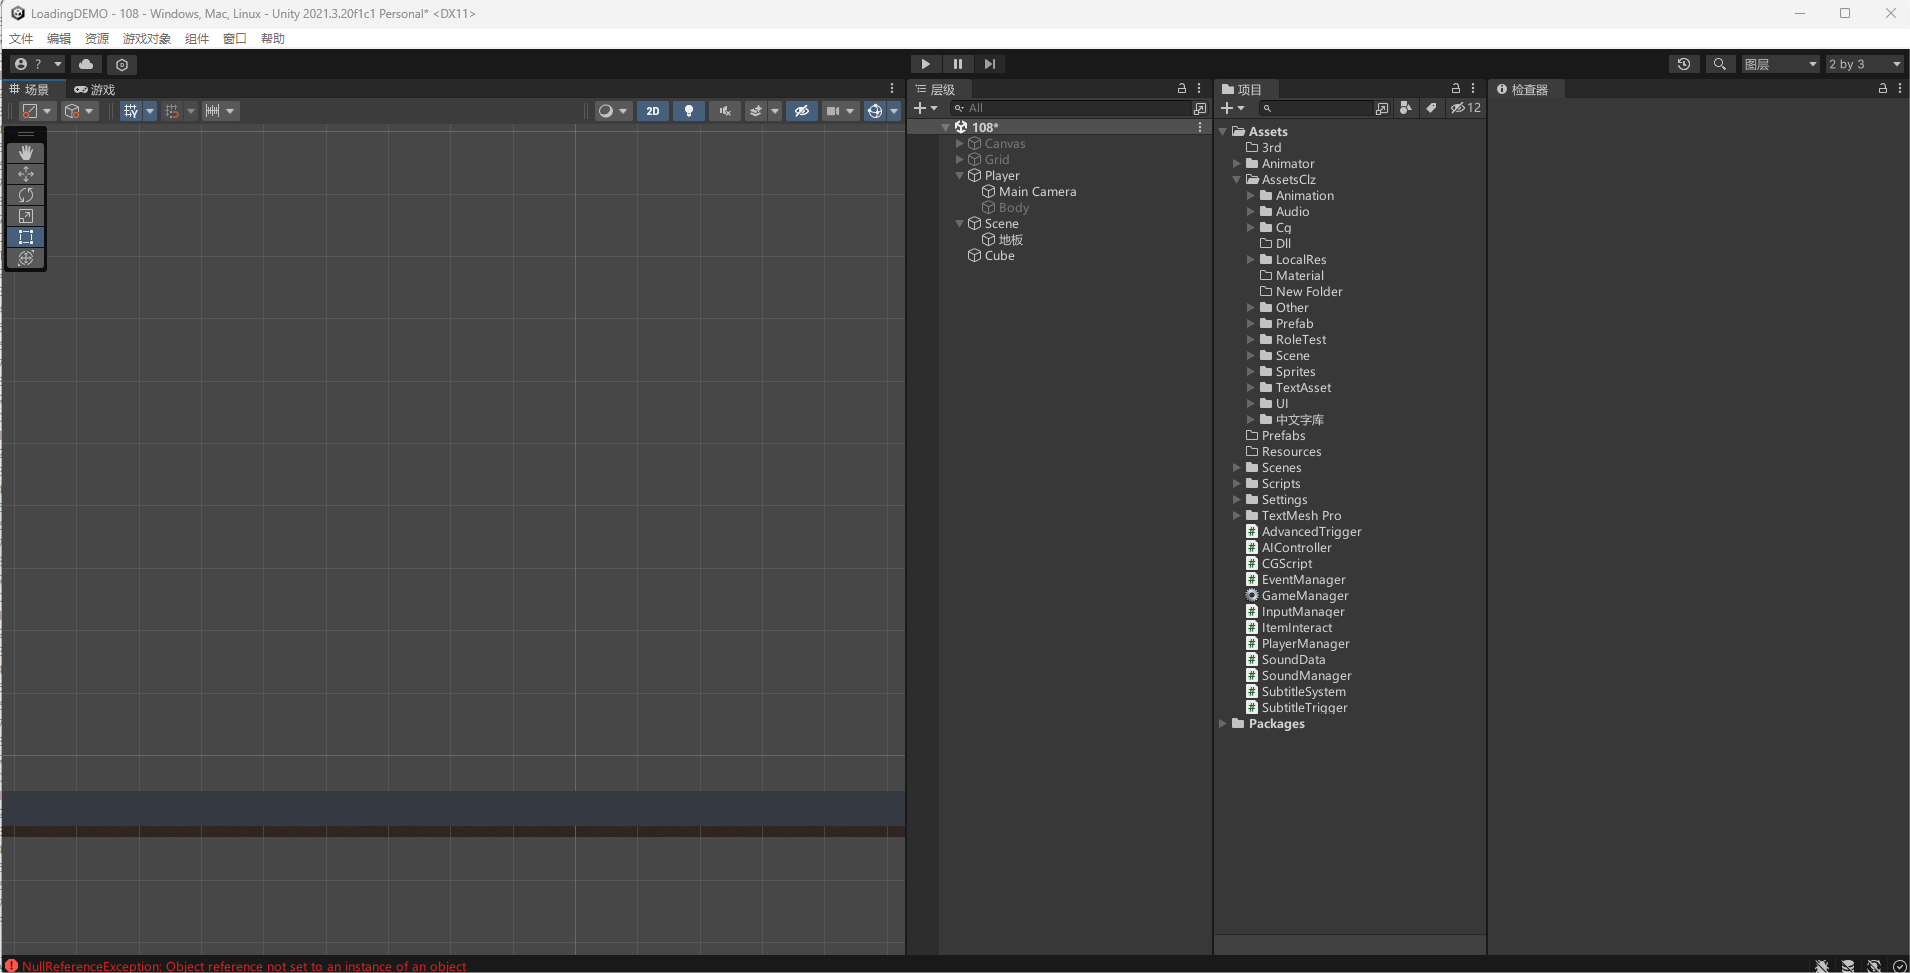 LoadingDEMO - 108 - Windows, Mac, Linux - Unity 2021.3.20f1c1 Personal* <DX11>
文件 编辑 资源 游戏对象 组件 窗口 帮助
? 图层 2 by 3
场景 游戏
2D
层级
All
108*
Canvas
Grid
Player
Main Camera
Body
Scene
地板
Cube
项目
12
Assets
3rd
Animator
AssetsClz
Animation
Audio
Cg
Dll
LocalRes
Material
New Folder
Other
Prefab
RoleTest
Scene
Sprites
TextAsset
UI
中文字库
Prefabs
Resources
Scenes
Scripts
Settings
TextMesh Pro
AdvancedTrigger
AIController
CGScript
EventManager
GameManager
InputManager
ItemInteract
PlayerManager
SoundData
SoundManager
SubtitleSystem
SubtitleTrigger
Packages
检查器
NullReferenceException: Object reference not set to an instance of an object